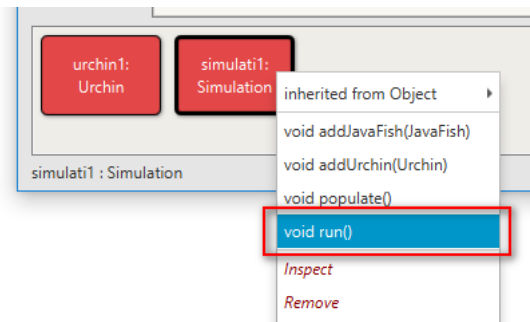 urchin1:
Urchin
simulati1:
Simulation
inherited from Object
void addJavaFish(JavaFish)
void addUrchin(Urchin)
void populate()
void run()
Inspect
Remove
simulati1 : Simulation